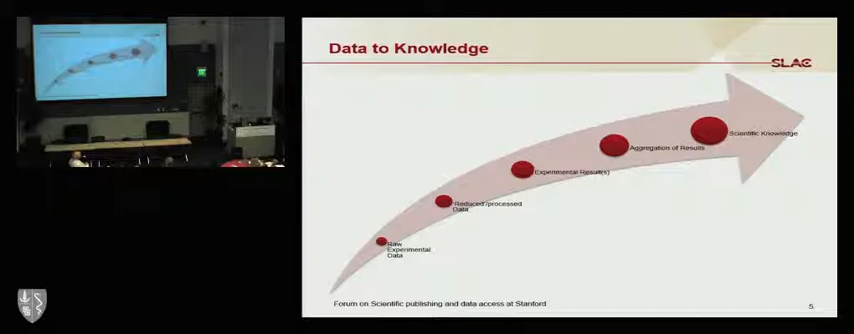 Data to Knowledge
SLAC
Scientific Knowledge
Aggregation of Results
Experimental Result(s)
Reduced/processed
Data
Raw
Experimental
Data
Forum on Scientific publishing and data access at Stanford
5